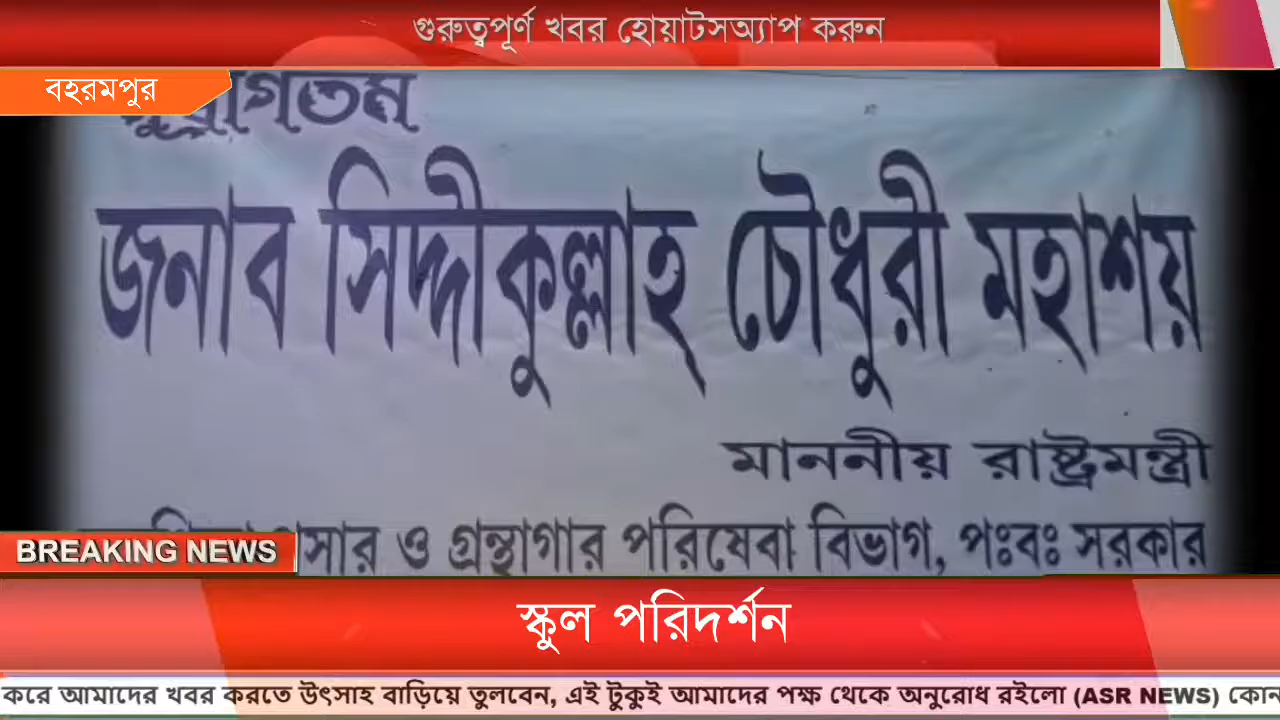 গুরুত্বপূর্ণ খবর হোয়াটসঅ্যাপ করুন
বহরমপুর
জনাব সিদ্দীকুল্লাহ্ চৌধুরী মহাশয়
মাননীয় রাষ্ট্রমন্ত্রী
ও গ্রন্থাগার পরিষেবা বিভাগ, পঃবঃ সরকার
BREAKING NEWS
স্কুল পরিদর্শন
করে আমাদের খবর করতে উৎসাহ বাড়িয়ে তুলবেন, এই টুকুই আমাদের পক্ষ থেকে অনুরোধ রইলো (ASR NEWS) কোন